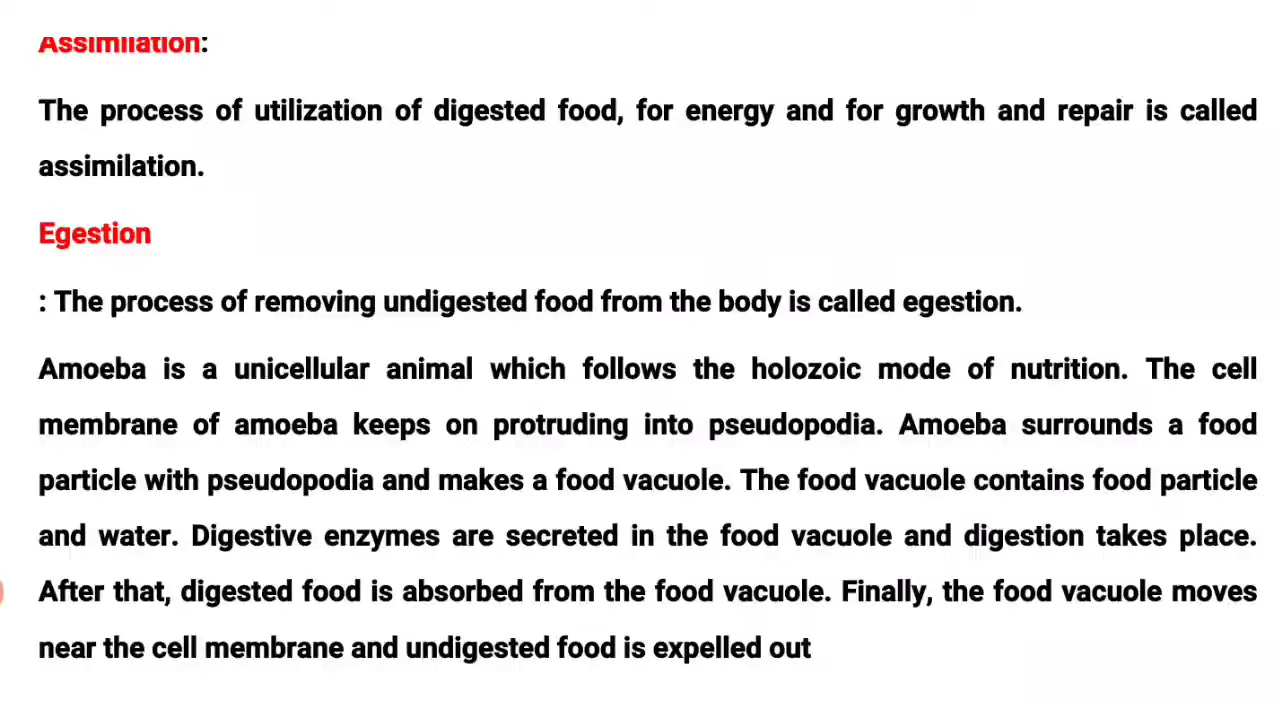 Assimilation:
The process of utilization of digested food, for energy and for growth and repair is called
assimilation.
Egestion
: The process of removing undigested food from the body is called egestion.
Amoeba is a unicellular animal which follows the holozoic mode of nutrition. The cell
membrane of amoeba keeps on protruding into pseudopodia. Amoeba surrounds a food
particle with pseudopodia and makes a food vacuole. The food vacuole contains food particle
and water. Digestive enzymes are secreted in the food vacuole and digestion takes place.
After that, digested food is absorbed from the food vacuole. Finally, the food vacuole moves
near the cell membrane and undigested food is expelled out